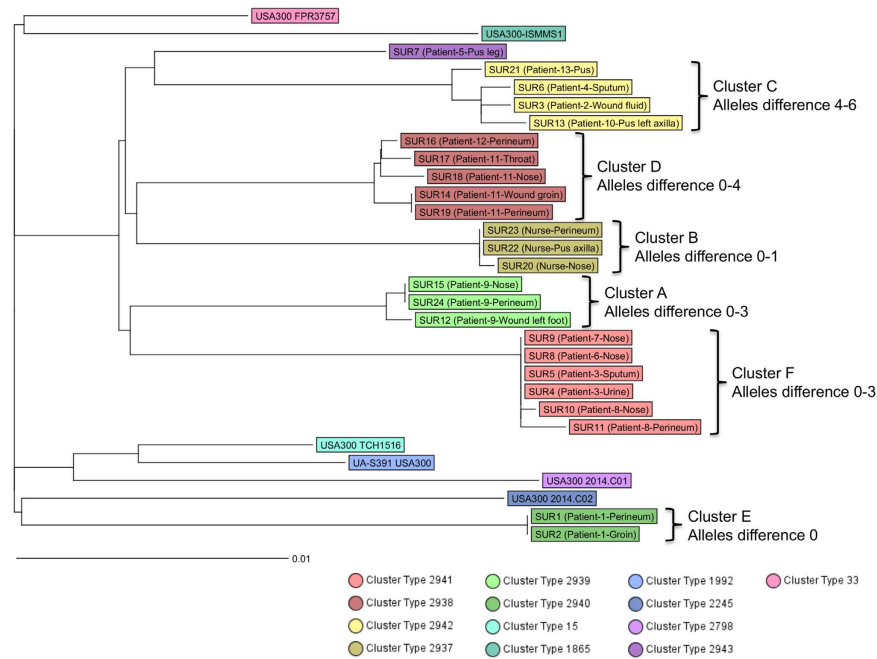 USA300 FPR3757
USA300-ISMMS1
SUR7 (Patient-5-Pus leg)
SUR21 (Patient-13-Pus)
SUR6 (Patient-4-Sputum)
SUR3 (Patient-2-Wound fluid)
SUR13 (Patient-10-Pus left axilla)
Cluster C
Alleles difference 4-6
SUR16 (Patient-12-Perineum)
SUR17 (Patient-11-Throat)
SUR18 (Patient-11-Nose)
SUR14 (Patient-11-Wound groin)
SUR19 (Patient-11-Perineum)
Cluster D
Alleles difference 0-4
SUR23 (Nurse-Perineum)
SUR22 (Nurse-Pus axilla)
SUR20 (Nurse-Nose)
Cluster B
Alleles difference 0-1
SUR15 (Patient-9-Nose)
SUR24 (Patient-9-Perineum)
SUR12 (Patient-9-Wound left foot)
Cluster A
Alleles difference 0-3
SUR9 (Patient-7-Nose)
SUR8 (Patient-6-Nose)
SUR5 (Patient-3-Sputum)
SUR4 (Patient-3-Urine)
SUR10 (Patient-8-Nose)
SUR11 (Patient-8-Perineum)
Cluster F
Alleles difference 0-3
USA300 TCH1516
UA-S391 USA300
USA300 2014.C01
USA300 2014.C02
SUR1 (Patient-1-Perineum)
SUR2 (Patient-1-Groin)
Cluster E
Alleles difference 0
0.01
Cluster Type 2941
Cluster Type 2938
Cluster Type 2942
Cluster Type 2937
Cluster Type 2939
Cluster Type 2940
Cluster Type 15
Cluster Type 1865
Cluster Type 1992
Cluster Type 2245
Cluster Type 2798
Cluster Type 2943
Cluster Type 33